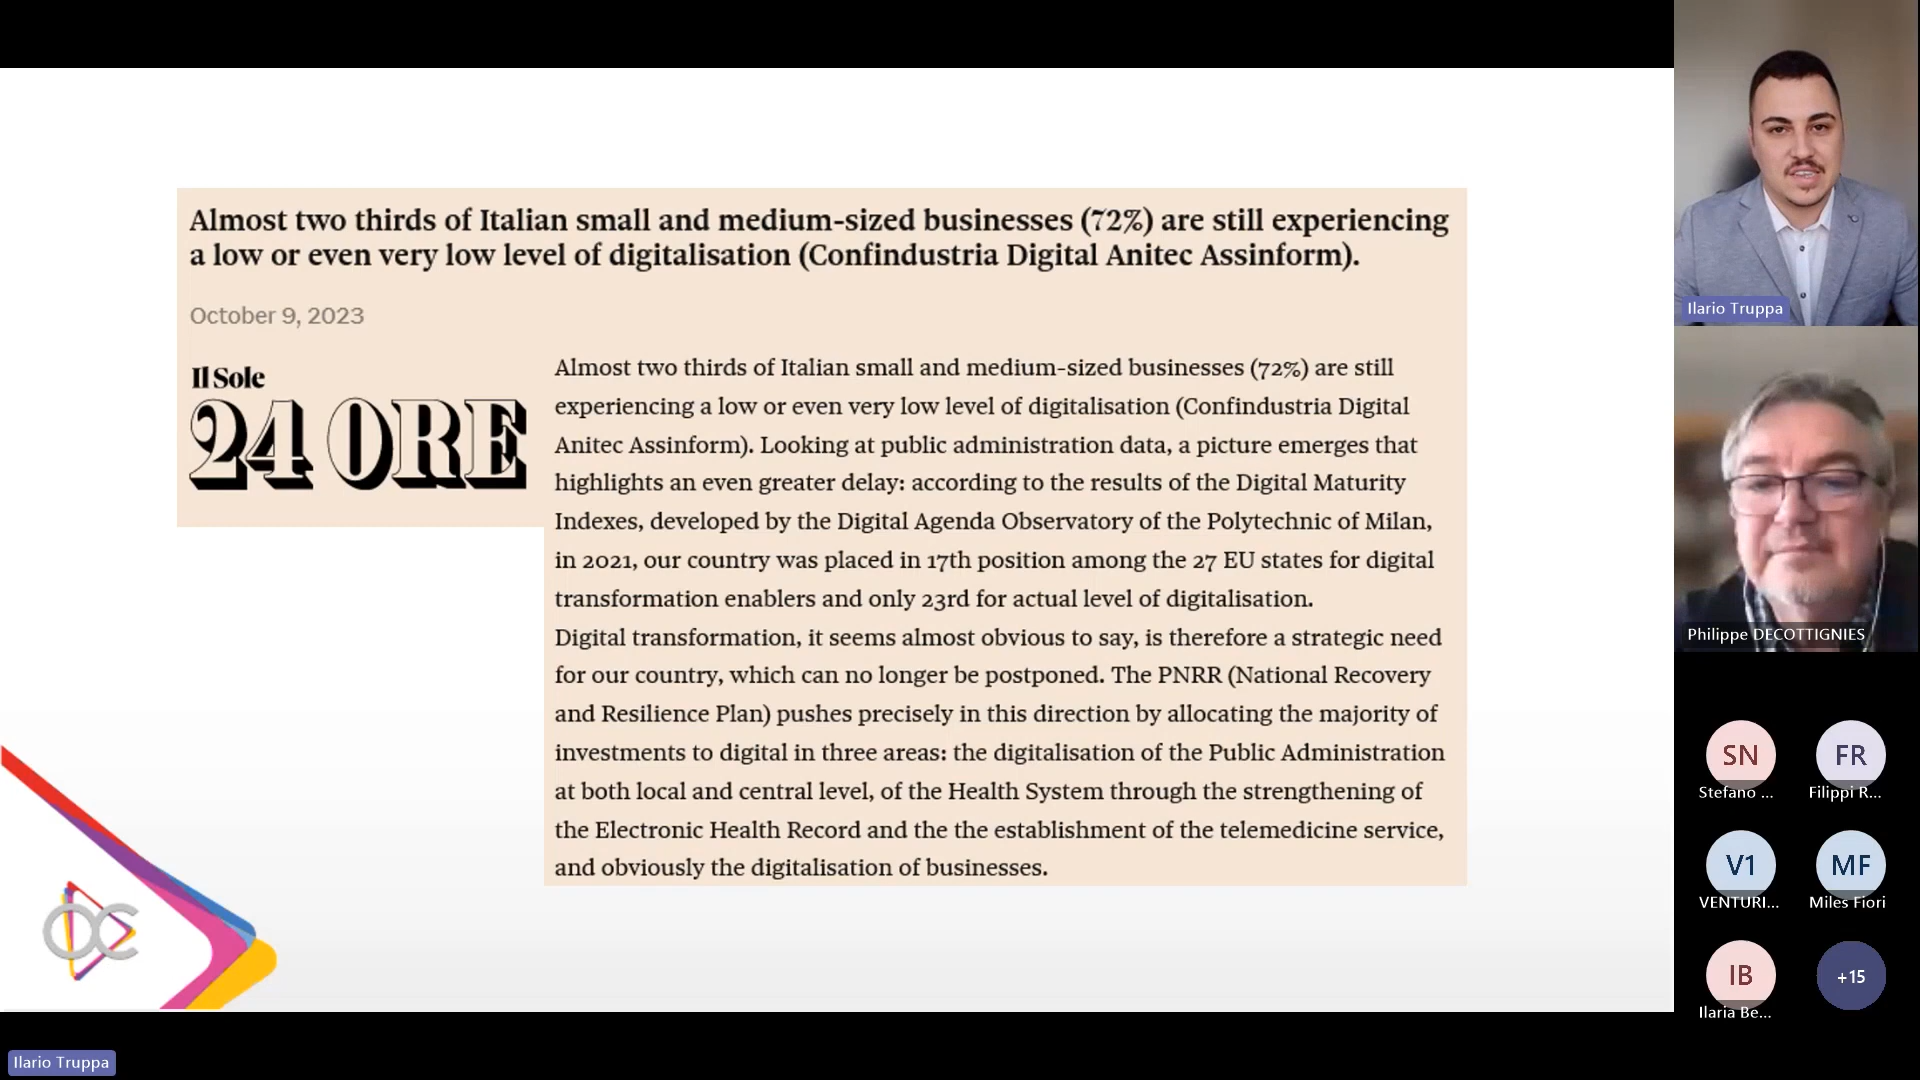 Almost two thirds of Italian small and medium-sized businesses (72%) are still experiencing
a low or even very low level of digitalisation (Confindustria Digital Anitec Assinform).
October 9, 2023
Il Sole
24 ORE
Almost two thirds of Italian small and medium-sized businesses (72%) are still
experiencing a low or even very low level of digitalisation (Confindustria Digital
Anitec Assinform). Looking at public administration data, a picture emerges that
highlights an even greater delay: according to the results of the Digital Maturity
Indexes, developed by the Digital Agenda Observatory of the Polytechnic of Milan,
in 2021, our country was placed in 17th position among the 27 EU states for digital
transformation enablers and only 23rd for actual level of digitalisation.
Digital transformation, it seems almost obvious to say, is therefore a strategic need
for our country, which can no longer be postponed. The PNRR (National Recovery
and Resilience Plan) pushes precisely in this direction by allocating the majority of
investments to digital in three areas: the digitalisation of the Public Administration
at both local and central level, of the Health System through the strengthening of
the Electronic Health Record and the the establishment of the telemedicine service,
and obviously the digitalisation of businesses.
OC
Ilario Truppa
Ilario Truppa
Philippe DECOTTIGNIES
SN
Stefano ...
FR
Filippi R...
V1
VENTURI...
MF
Miles Fiori
IB
Ilaria Be...
+15